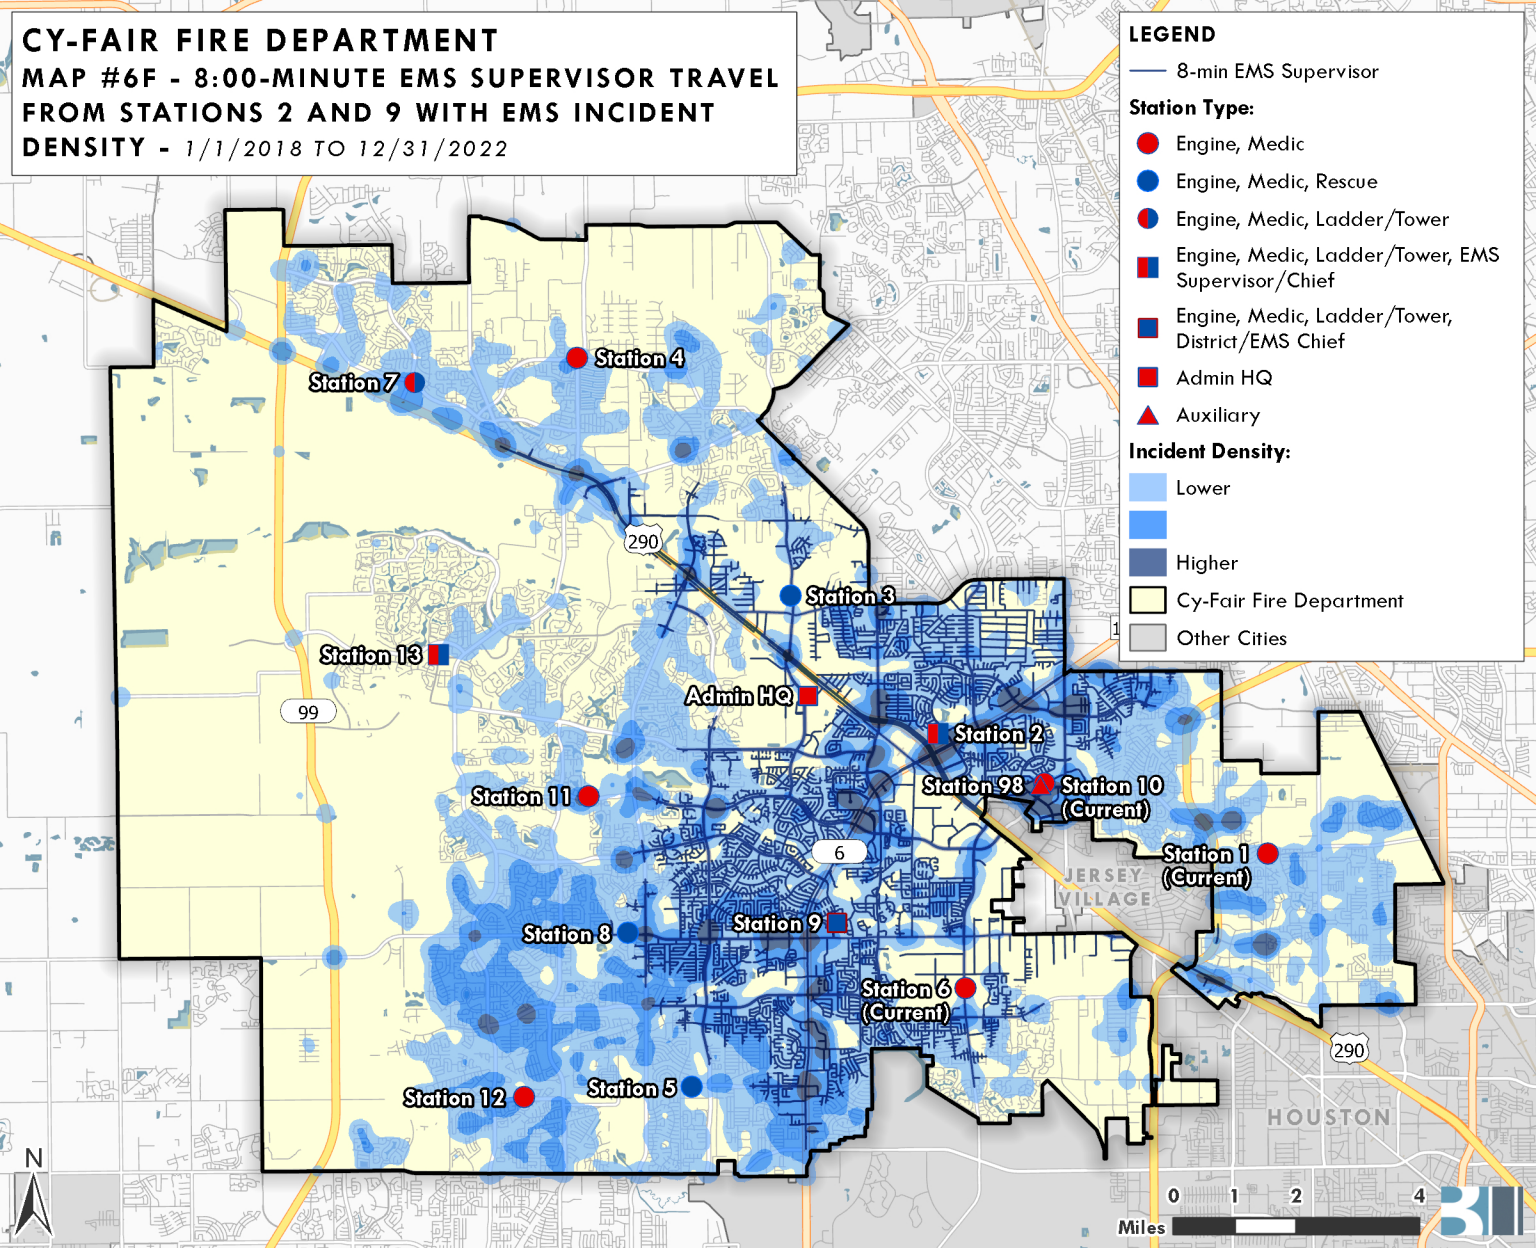 CY-FAIR FIRE DEPARTMENT
MAP #6F - 8:00-MINUTE EMS SUPERVISOR TRAVEL
FROM STATIONS 2 AND 9 WITH EMS INCIDENT
DENSITY - 1/1/2018 TO 12/31/2022
LEGEND
8-min EMS Supervisor
Station Type:
Engine, Medic
Engine, Medic, Rescue
Engine, Medic, Ladder/Tower
Engine, Medic, Ladder/Tower, EMS
Supervisor/Chief
Engine, Medic, Ladder/Tower,
District/EMS Chief
Admin HQ
Auxiliary
Incident Density:
Lower
Higher
Cy-Fair Fire Department
Other Cities
Station 4
Station 7
290
Station 3
1
Station 13
Admin HQ
99
Station 2
Station 98
Station 10
(Current)
Station 11
6
Station 1
(Current)
JERSEY
VILLAGE
Station 9
Station 8
Station 6
(Current)
290
Station 5
Station 12
HOUSTON
N
0 1 2 4
Miles